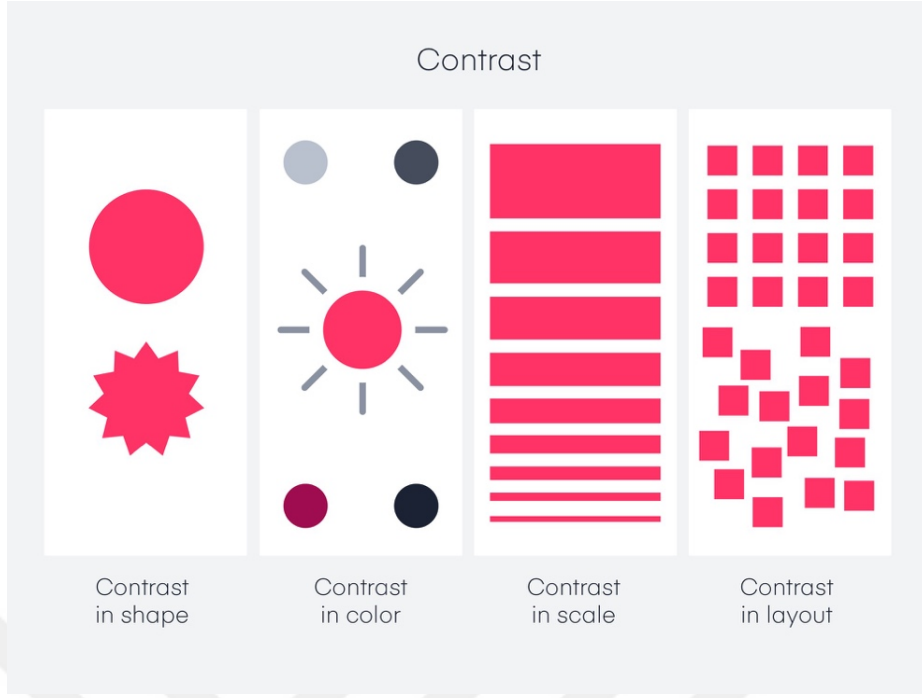 Contrast
Contrast
in shape
Contrast
in color
Contrast
in scale
Contrast
in layout